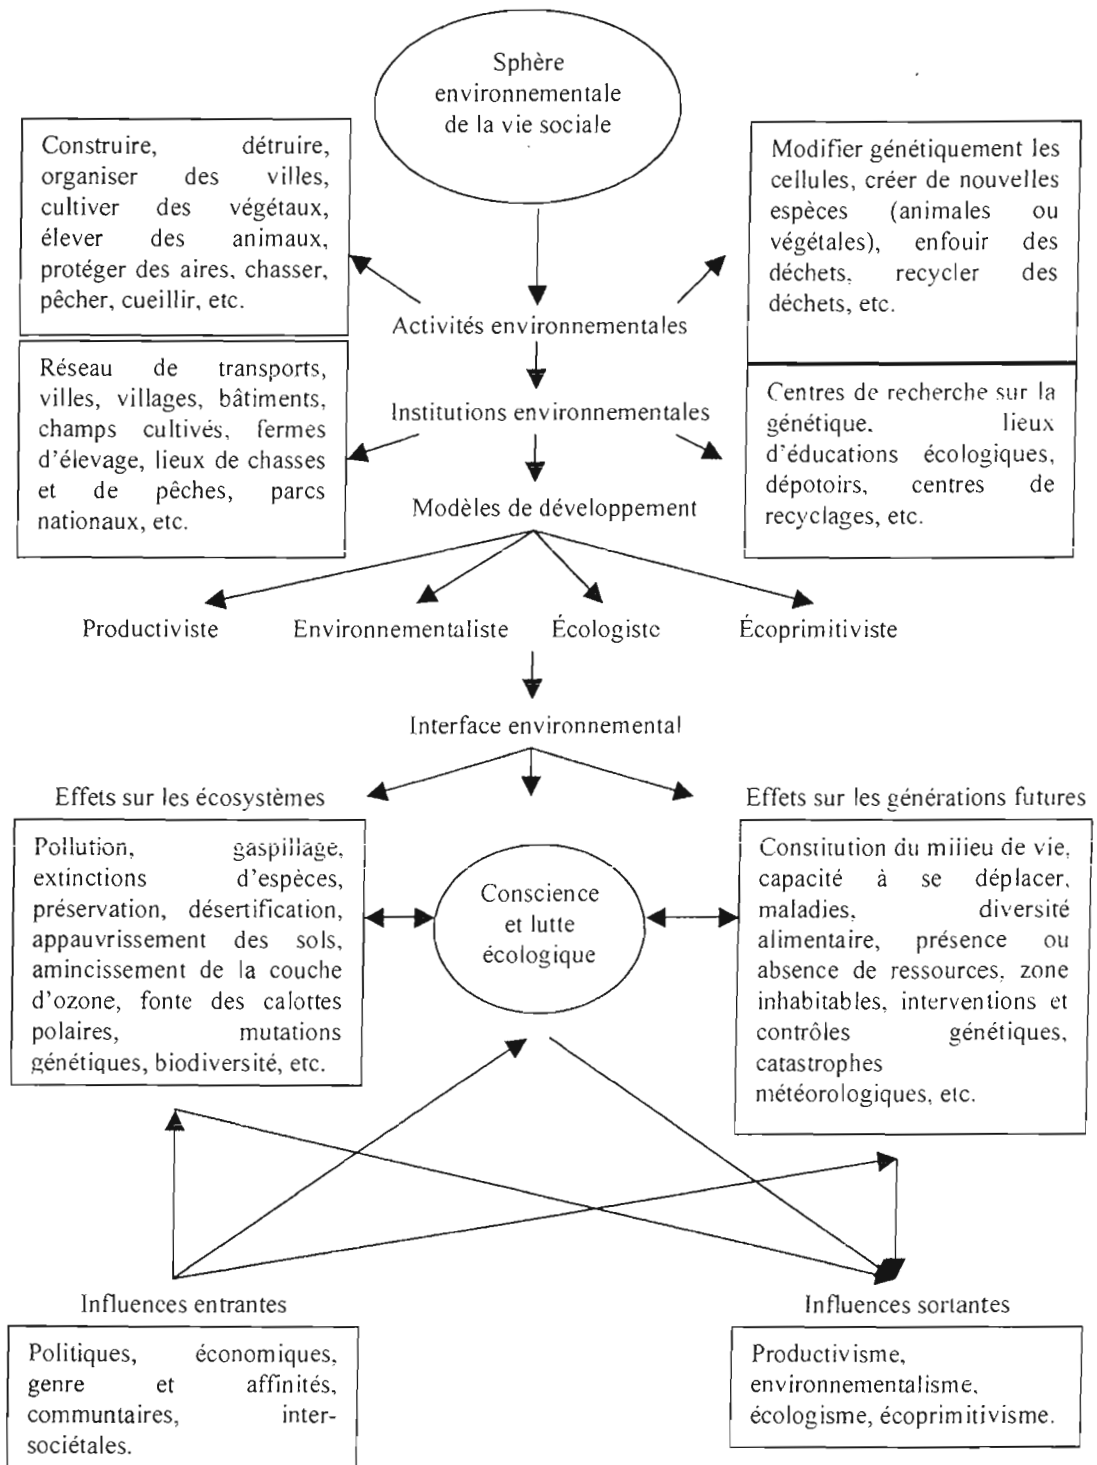 Sphère
environnementale
de la vie sociale
Construire, détruire,
organiser des villes,
cultiver des végétaux,
élever des animaux,
protéger des aires, chasser,
pêcher, cueillir, etc.
Modifier génétiquement les
cellules, créer de nouvelles
espèces (animales ou
végétales), enfouir des
déchets, recycler des
déchets, etc.
Activités environnementales
Réseau de transports,
villes, villages, bâtiments,
champs cultivés, fermes
d'élevage, lieux de chasses
et de pêches, parcs
nationaux, etc.
Institutions environnementales
Centres de recherche sur la
génétique, lieux
d'éducations écologiques,
dépotoirs, centres de
recyclages, etc.
Modèles de développement
Productiviste Environnementaliste Écologiste Écoprimitiviste
Interface environnemental
Effets sur les écosystèmes
Pollution, gaspillage,
extinctions d'espèces,
préservation, désertification,
appauvrissement des sols,
amincissement de la couche
d'ozone, fonte des calottes
polaires, mutations
génétiques, biodiversité, etc.
Conscience
et lutte
écologique
Effets sur les générations futures
Constitution du milieu de vie,
capacité à se déplacer,
maladies, diversité
alimentaire, présence ou
absence de ressources, zone
inhabitables, interventions et
contrôles génétiques,
catastrophes
météorologiques, etc.
Influences entrantes
Politiques, économiques,
genre et affinités,
communtaires, inter-
sociétales.
Influences sortantes
Productivisme,
environnementalisme,
écologisme, écoprimitivisme.